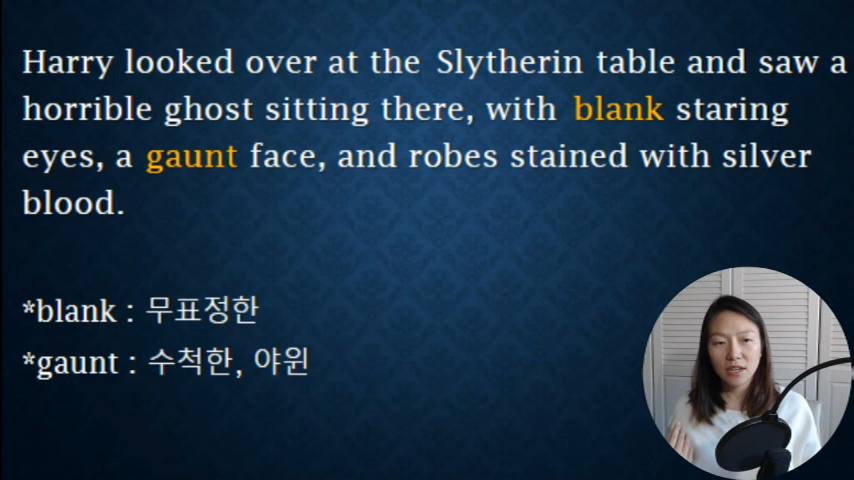 Harry looked over at the Slytherin table and saw a
horrible ghost sitting there, with blank staring
eyes, a gaunt face, and robes stained with silver
blood.
*blank : 무표정한
*gaunt : 수척한, 야윈